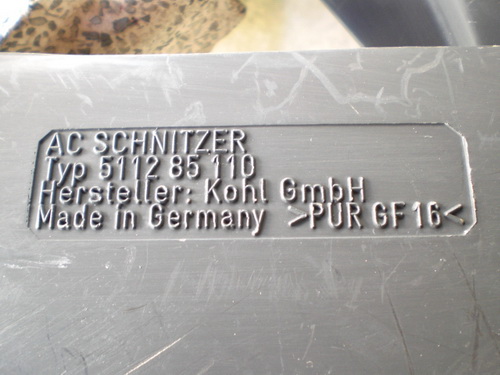 AC SCHNITZER
Typ 5112 85 110
Hersteller: Kohl GmbH
Made in Germany >PUR GF16<